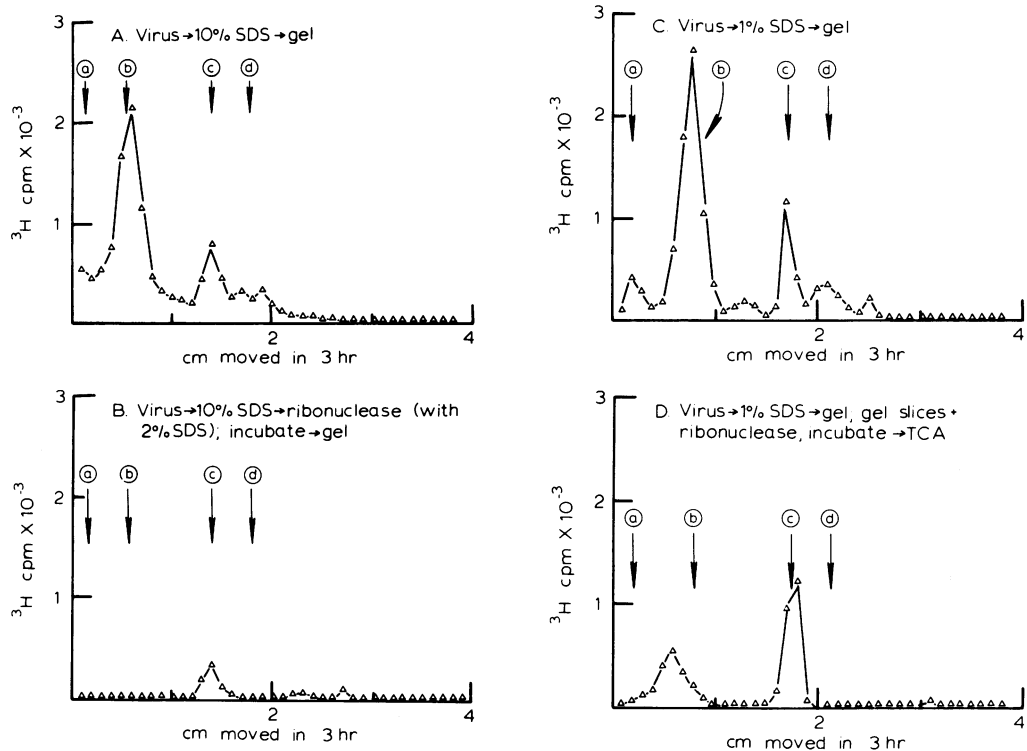 A. Virus→10% SDS→gel
ⓐ ⓑ ⓒ ⓓ
3
2
1
³H cpm X 10⁻³
2 4
cm moved in 3 hr
C. Virus→1% SDS→gel
ⓐ ⓑ ⓒ ⓓ
3
2
1
³H cpm X 10⁻³
2 4
cm moved in 3 hr
B. Virus→10% SDS→ribonuclease (with
2% SDS); incubate→gel
ⓐ ⓑ ⓒ ⓓ
3
2
1
³H cpm X 10⁻³
2 4
cm moved in 3 hr
D. Virus→1% SDS→gel, gel slices +
ribonuclease, incubate→TCA
ⓐ ⓑ ⓒ ⓓ
3
2
1
³H cpm X 10⁻³
2 4
cm moved in 3 hr